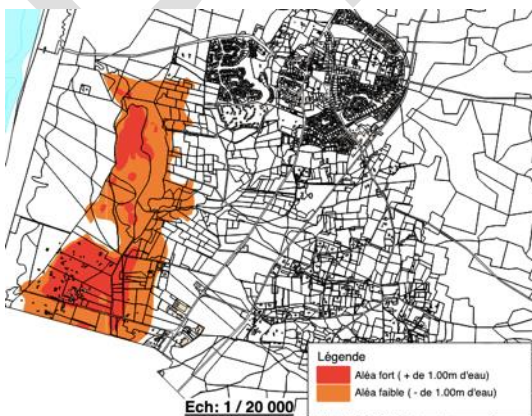 Légende
Aléa fort ( + de 1.00m d'eau)
Aléa faible ( - de 1.00m d'eau)
Ech: 1 / 20 000